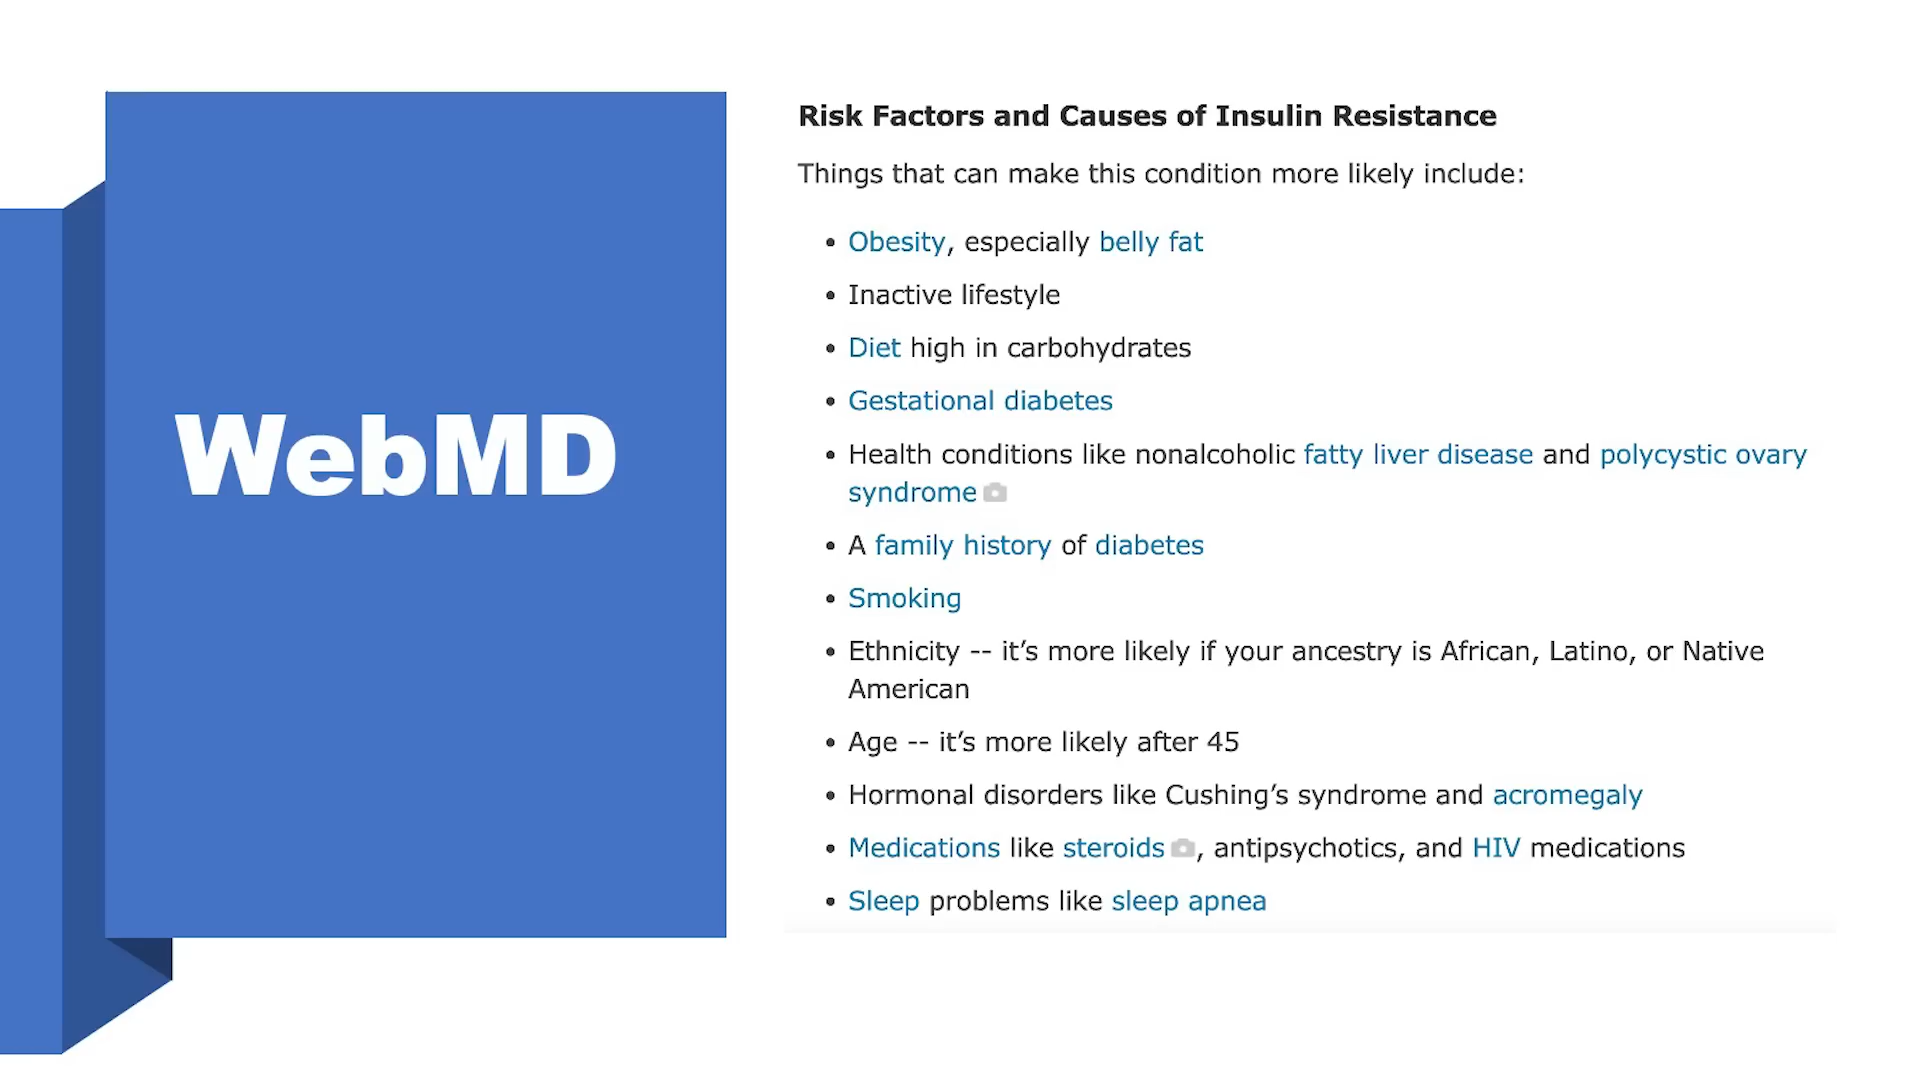 WebMD
Risk Factors and Causes of Insulin Resistance
Things that can make this condition more likely include:
• Obesity, especially belly fat
• Inactive lifestyle
• Diet high in carbohydrates
• Gestational diabetes
• Health conditions like nonalcoholic fatty liver disease and polycystic ovary
syndrome
• A family history of diabetes
• Smoking
• Ethnicity -- it’s more likely if your ancestry is African, Latino, or Native
American
• Age -- it’s more likely after 45
• Hormonal disorders like Cushing’s syndrome and acromegaly
• Medications like steroids, antipsychotics, and HIV medications
• Sleep problems like sleep apnea